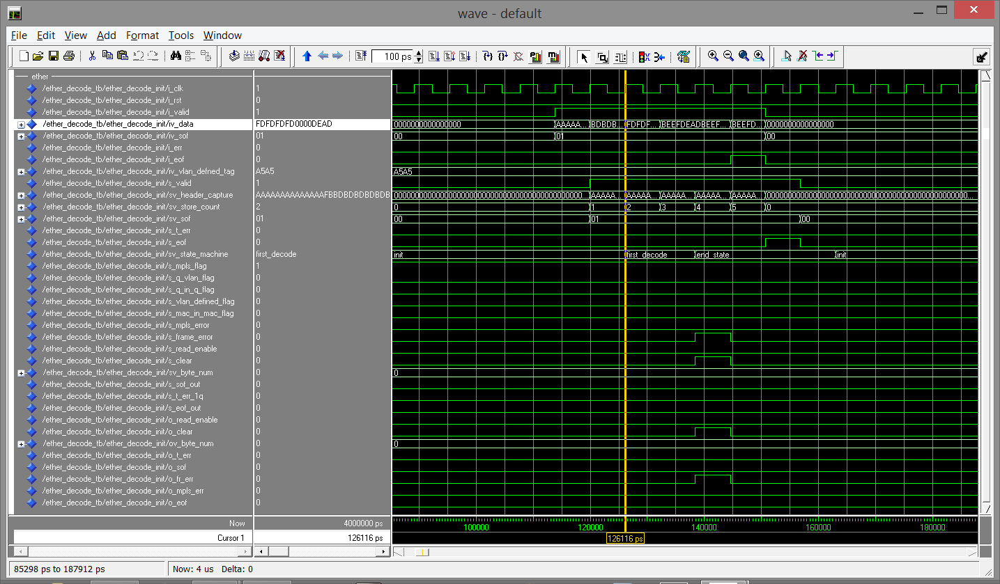 wave - default
File Edit View Add Format Tools Window
100 ps
ether
/ether_decode_tb/ether_decode_init/i_clk 1
/ether_decode_tb/ether_decode_init/i_rst 0
/ether_decode_tb/ether_decode_init/i_valid 1
/ether_decode_tb/ether_decode_init/iv_data FDFDFDFD0000DEAD 0000000000000000 AAAAA... BDBDB... FDFDF... BEEFDEADBEEF... BEEFD... 0000000000000000
/ether_decode_tb/ether_decode_init/iv_sof 01 00 01 00
/ether_decode_tb/ether_decode_init/i_err 0
/ether_decode_tb/ether_decode_init/i_eof 0
/ether_decode_tb/ether_decode_init/iv_vlan_defned_tag A5A5 A5A5
/ether_decode_tb/ether_decode_init/s_valid 1
/ether_decode_tb/ether_decode_init/sv_header_capture AAAAA... AAAAA... AAAAA... AAAAA... AAAAA...
/ether_decode_tb/ether_decode_init/sv_store_count 2 0 1 2 3 4 5 0
/ether_decode_tb/ether_decode_init/sv_sof 01 00 01 00
/ether_decode_tb/ether_decode_init/s_t_err 0
/ether_decode_tb/ether_decode_init/s_eof 0
/ether_decode_tb/ether_decode_init/sv_state_machine first_decode init first_decode end_state init
/ether_decode_tb/ether_decode_init/s_mpls_flag 1
/ether_decode_tb/ether_decode_init/s_q_vlan_flag 0
/ether_decode_tb/ether_decode_init/s_q_in_q_flag 0
/ether_decode_tb/ether_decode_init/s_vlan_defined_flag 0
/ether_decode_tb/ether_decode_init/s_mac_in_mac_flag 0
/ether_decode_tb/ether_decode_init/s_mpls_error 0
/ether_decode_tb/ether_decode_init/s_frame_error 0
/ether_decode_tb/ether_decode_init/s_read_enable 0
/ether_decode_tb/ether_decode_init/s_clear 0
/ether_decode_tb/ether_decode_init/sv_byte_num 0 0
/ether_decode_tb/ether_decode_init/s_sof_out 0
/ether_decode_tb/ether_decode_init/s_t_err_1q 0
/ether_decode_tb/ether_decode_init/s_eof_out 0
/ether_decode_tb/ether_decode_init/o_read_enable 0
/ether_decode_tb/ether_decode_init/o_clear 0
/ether_decode_tb/ether_decode_init/ov_byte_num 0 0
/ether_decode_tb/ether_decode_init/o_t_err 0
/ether_decode_tb/ether_decode_init/o_sof 0
/ether_decode_tb/ether_decode_init/o_fr_err 0
/ether_decode_tb/ether_decode_init/o_mpls_err 0
/ether_decode_tb/ether_decode_init/o_eof 0
Now 4000000 ps 100000 120000 140000 160000 180000
Cursor 1 126116 ps 126116 ps
85298 ps to 187912 ps Now: 4 us Delta: 0